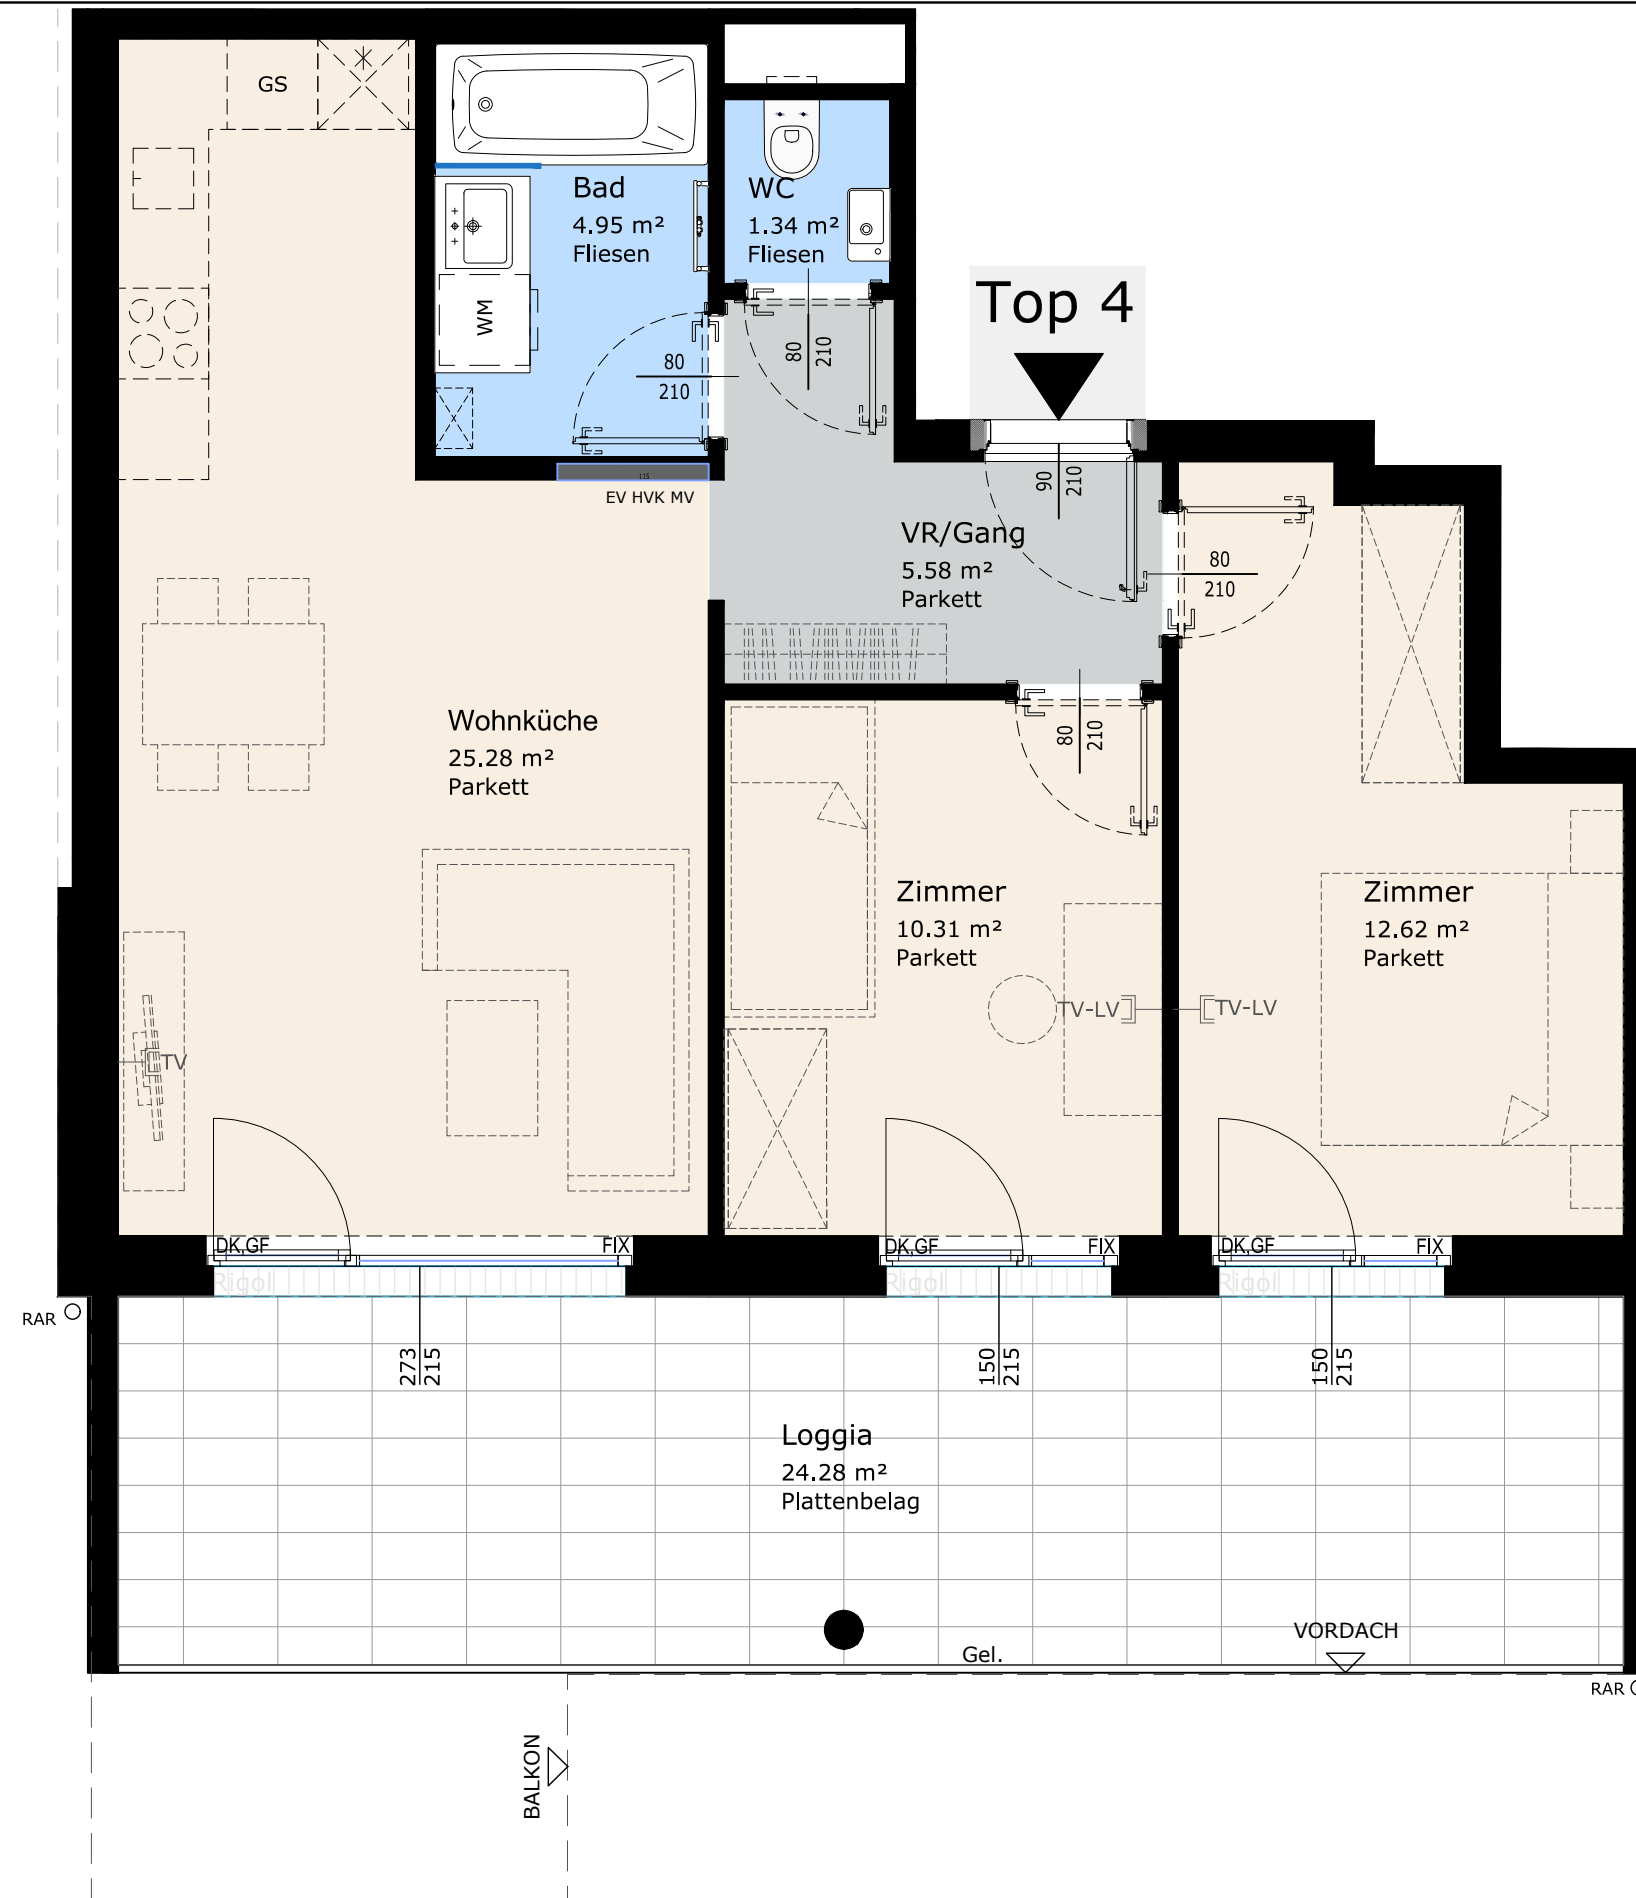 GS
Bad
4.95 m²
Fliesen
WC
1.34 m²
Fliesen
WM
Top 4
80
210
80
210
90
210
115
EV HVK MV
VR/Gang
5.58 m²
Parkett
80
210
80
210
Wohnküche
25.28 m²
Parkett
Zimmer
10.31 m²
Parkett
Zimmer
12.62 m²
Parkett
TV-LV
TV-LV
TV
DK,GF
FIX
DK,GF
FIX
DK,GF
FIX
Rigol
Rigol
Rigol
RAR
273
215
150
215
150
215
Loggia
24.28 m²
Plattenbelag
VORDACH
Gel.
RAR
BALKON